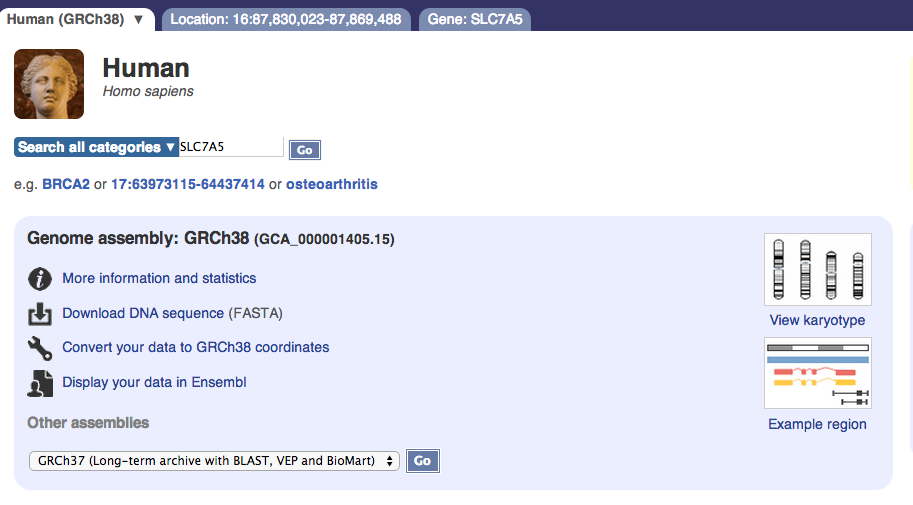 Human (GRCh38) ▼ Location: 16:87,830,023-87,869,488 Gene: SLC7A5
Human
Homo sapiens
Search all categories ▼ SLC7A5 Go
e.g. BRCA2 or 17:63973115-64437414 or osteoarthritis
Genome assembly: GRCh38 (GCA_000001405.15)
More information and statistics
Download DNA sequence (FASTA)
Convert your data to GRCh38 coordinates
Display your data in Ensembl
View karyotype
Example region
Other assemblies
GRCh37 (Long-term archive with BLAST, VEP and BioMart) Go